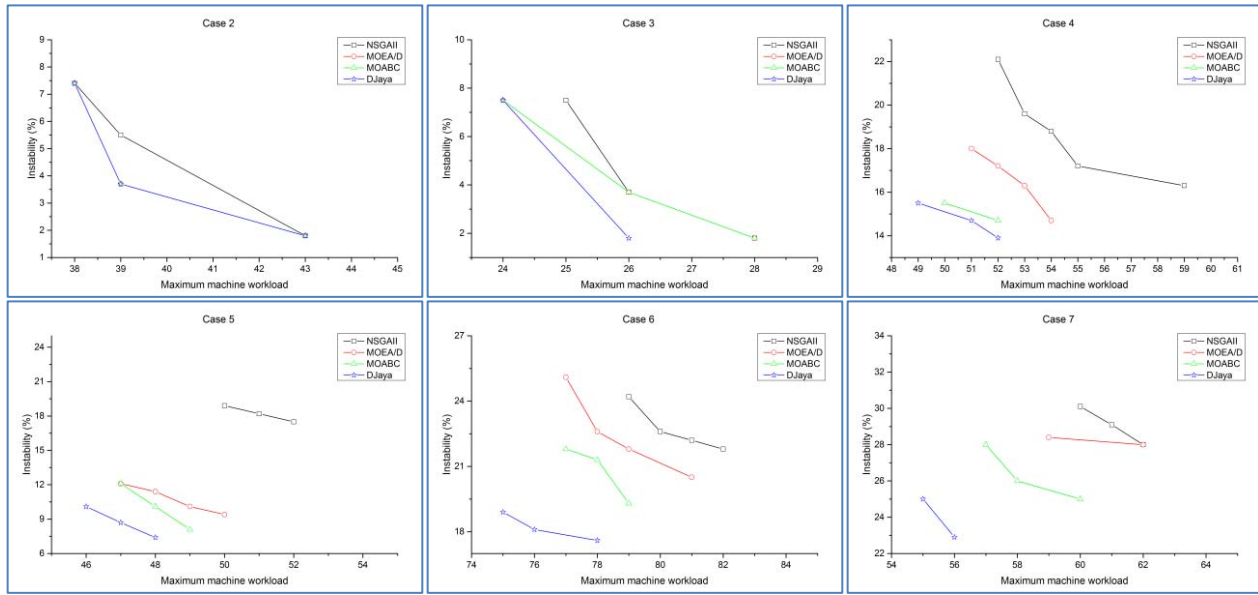 Case 2
NSGAII
MOEA/D
MOABC
DJaya
Instability (%)
9
8
7
6
5
4
3
2
1
38 39 40 41 42 43 44 45
Maximum machine workload
Case 3
NSGAII
MOEA/D
MOABC
DJaya
Instability (%)
10
8
6
4
2
23 24 25 26 27 28 29
Maximum machine workload
Case 4
NSGAII
MOEA/D
MOABC
DJaya
Instability (%)
22
20
18
16
14
48 49 50 51 52 53 54 55 56 57 58 59 60 61
Maximum machine workload
Case 5
NSGAII
MOEA/D
MOABC
DJaya
Instability (%)
24
21
18
15
12
9
6
46 48 50 52 54
Maximum machine workload
Case 6
NSGAII
MOEA/D
MOABC
DJaya
Instability (%)
27
24
21
18
74 76 78 80 82 84
Maximum machine workload
Case 7
NSGAII
MOEA/D
MOABC
DJaya
Instability (%)
34
32
30
28
26
24
22
54 56 58 60 62 64
Maximum machine workload